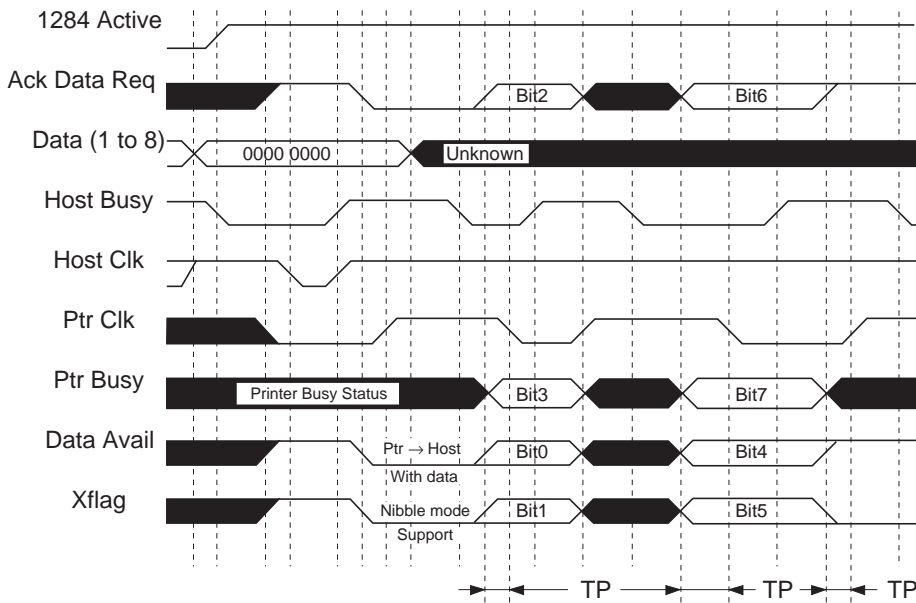 1284 Active
Ack Data Req
Bit2
Bit6
Data (1 to 8)
0000 0000
Unknown
Host Busy
Host Clk
Ptr Clk
Ptr Busy
Printer Busy Status
Bit3
Bit7
Data Avail
Ptr → Host
With data
Bit0
Bit4
Xflag
Nibble mode
Support
Bit1
Bit5
TP
TP
TP